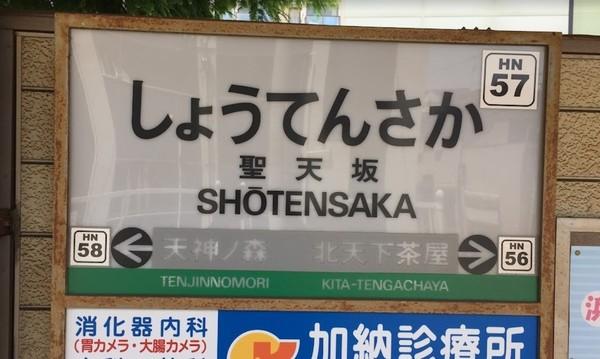 HN
57
しょうてんさか
聖天坂
SHŌTENSAKA
HN
58
天神ノ森
北天下茶屋
HN
56
TENJINNOMORI
KITA-TENGACHAYA
消化器内科
(胃カメラ・大腸カメラ)
加納診療所